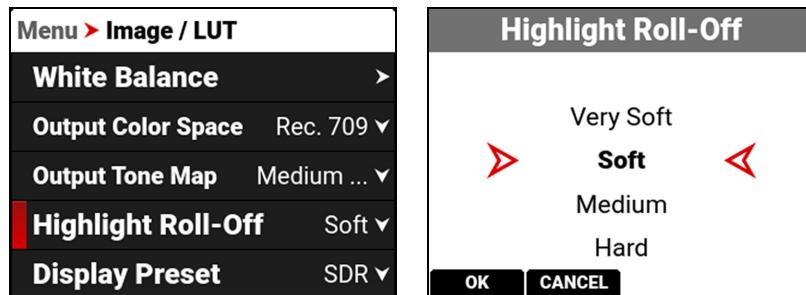 Menu > Image / LUT
White Balance
Output Color Space Rec. 709
Output Tone Map Medium ...
Highlight Roll-Off Soft
Display Preset SDR
Highlight Roll-Off
Very Soft
Soft
Medium
Hard
OK CANCEL